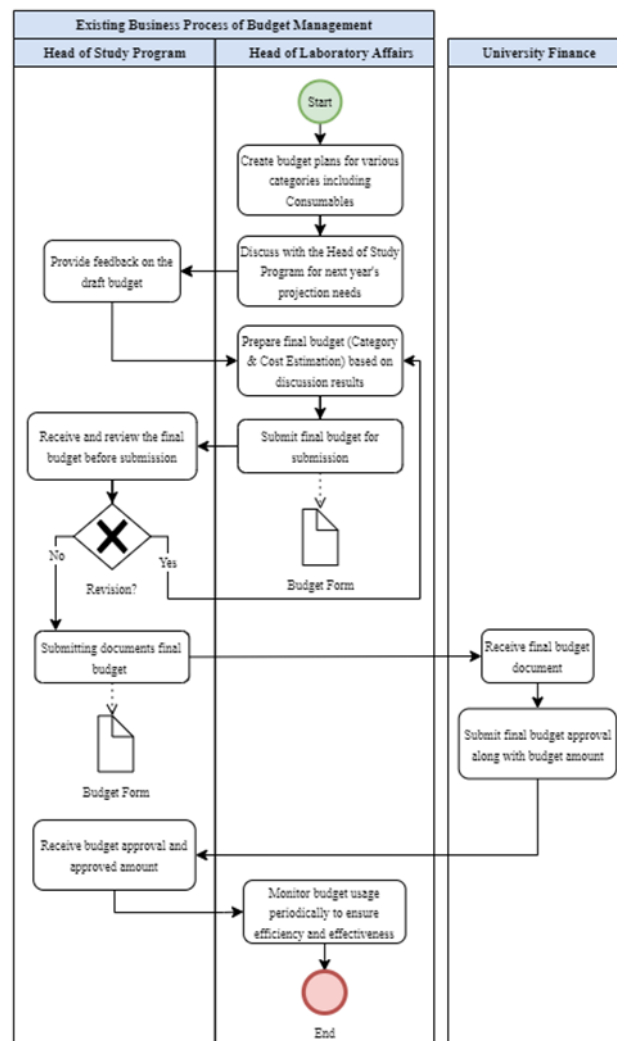 Existing Business Process of Budget Management
Head of Study Program
Head of Laboratory Affairs
University Finance
Start
Create budget plans for various
categories including
Consumables
Discuss with the Head of Study
Program for next year's
projection needs
Provide feedback on the
draft budget
Prepare final budget (Category
& Cost Estimation) based on
discussion results
Submit final budget for
submission
Receive and review the final
budget before submission
Budget Form
No
Yes
Revision?
Submitting documents final
budget
Receive final budget
document
Submit final budget approval
along with budget amount
Budget Form
Receive budget approval and
approved amount
Monitor budget usage
periodically to ensure
efficiency and effectiveness
End